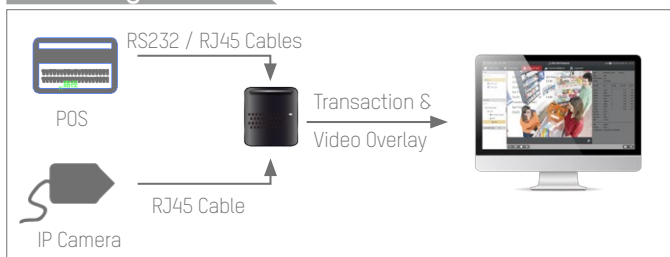 RS232 / RJ45 Cables
POS
Transaction &
Video Overlay
RJ45 Cable
IP Camera